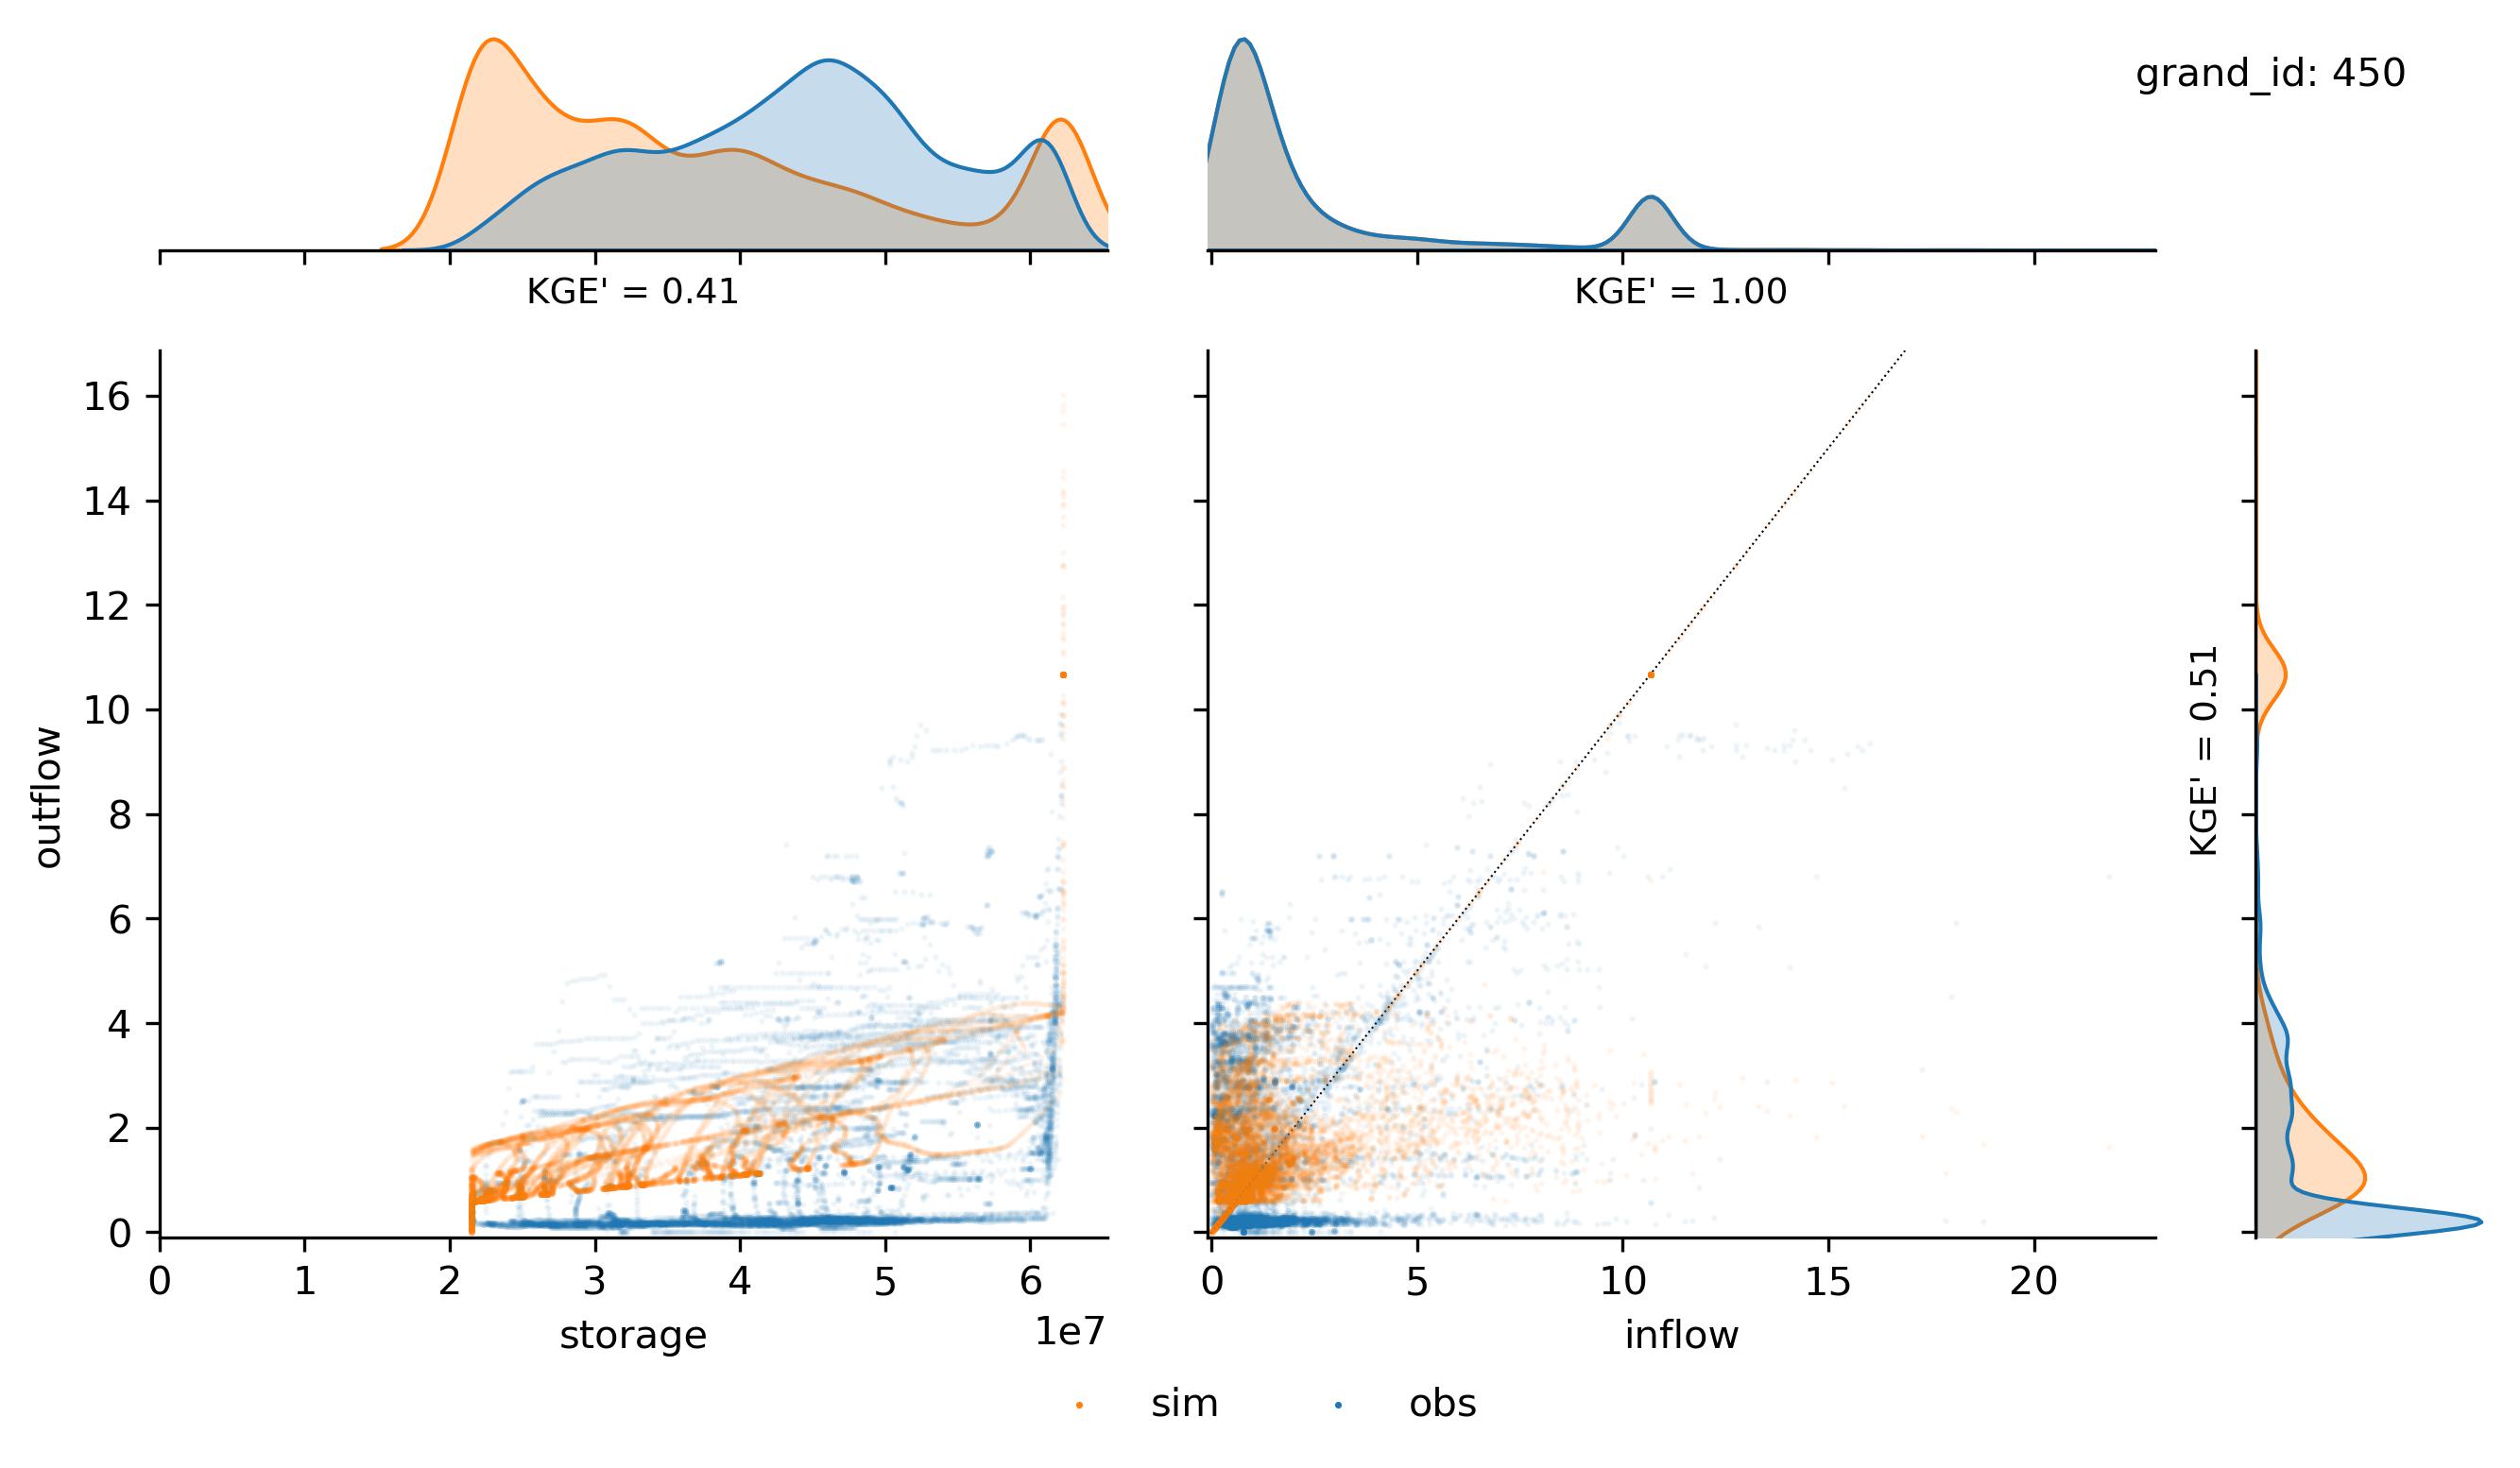 grand_id: 450
KGE' = 0.41
KGE' = 1.00
16
14
12
10
8
6
4
2
0
outflow
KGE' = 0.51
0 1 2 3 4 5 6
0 5 10 15 20
storage
1e7
inflow
sim obs